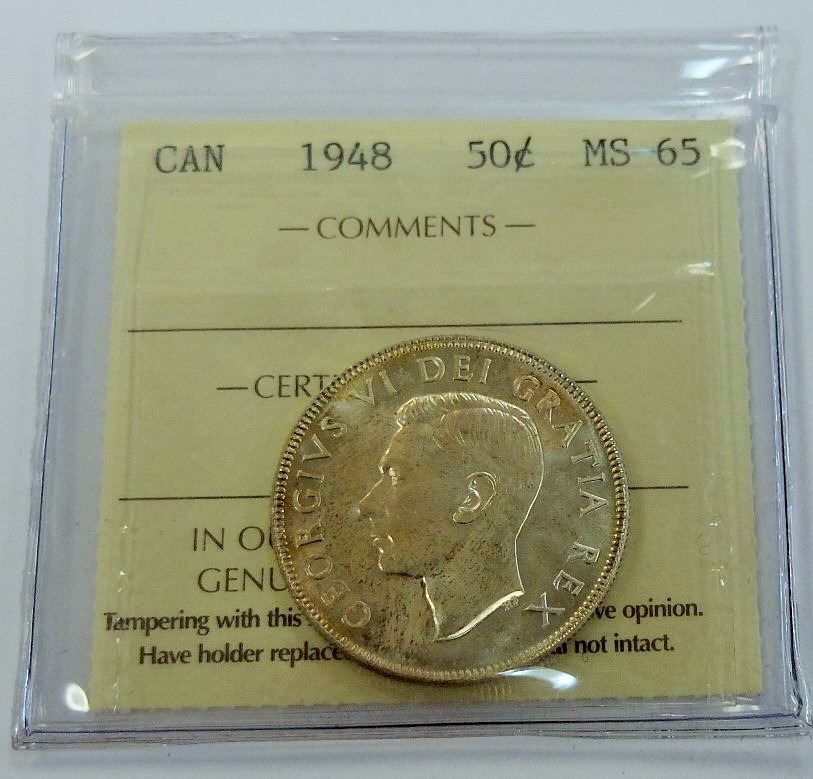 CAN 1948 50¢ MS-65
— COMMENTS —
— CERT —
GEORGIVS VI DEI GRATIA REX
IN
GENU
Tampering with this ve opinion.
Have holder replace not intact.